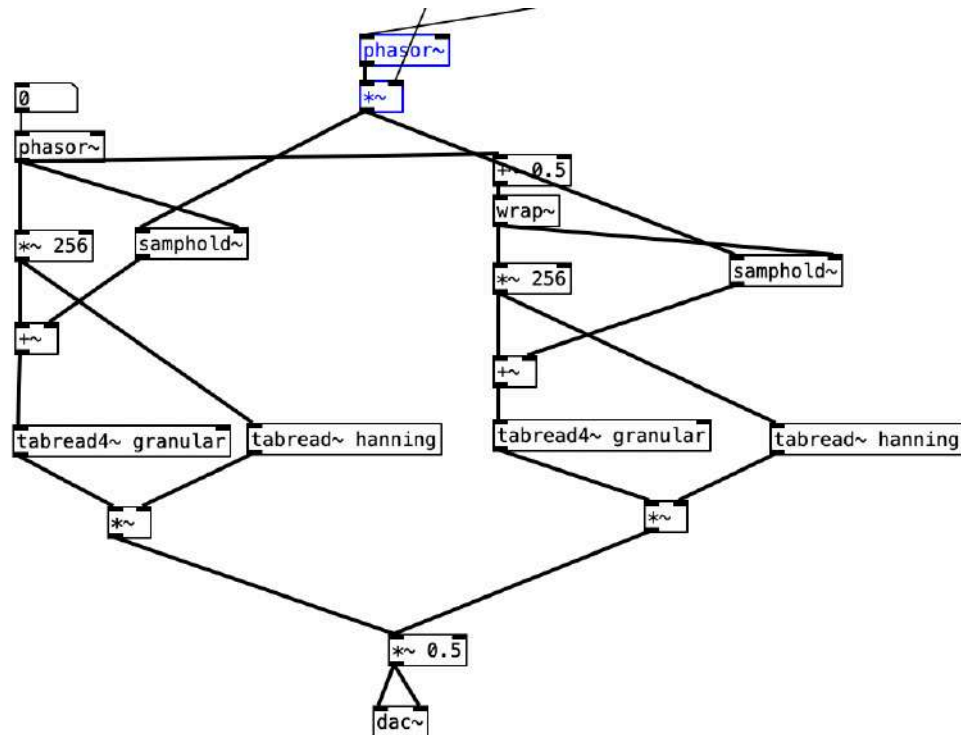 phasor~
*~
0
phasor~
+~ 0.5
wrap~
*~ 256
samphold~
*~ 256
samphold~
+~
+~
tabread4~ granular
tabread~ hanning
tabread4~ granular
tabread~ hanning
*~
*~
*~ 0.5
dac~